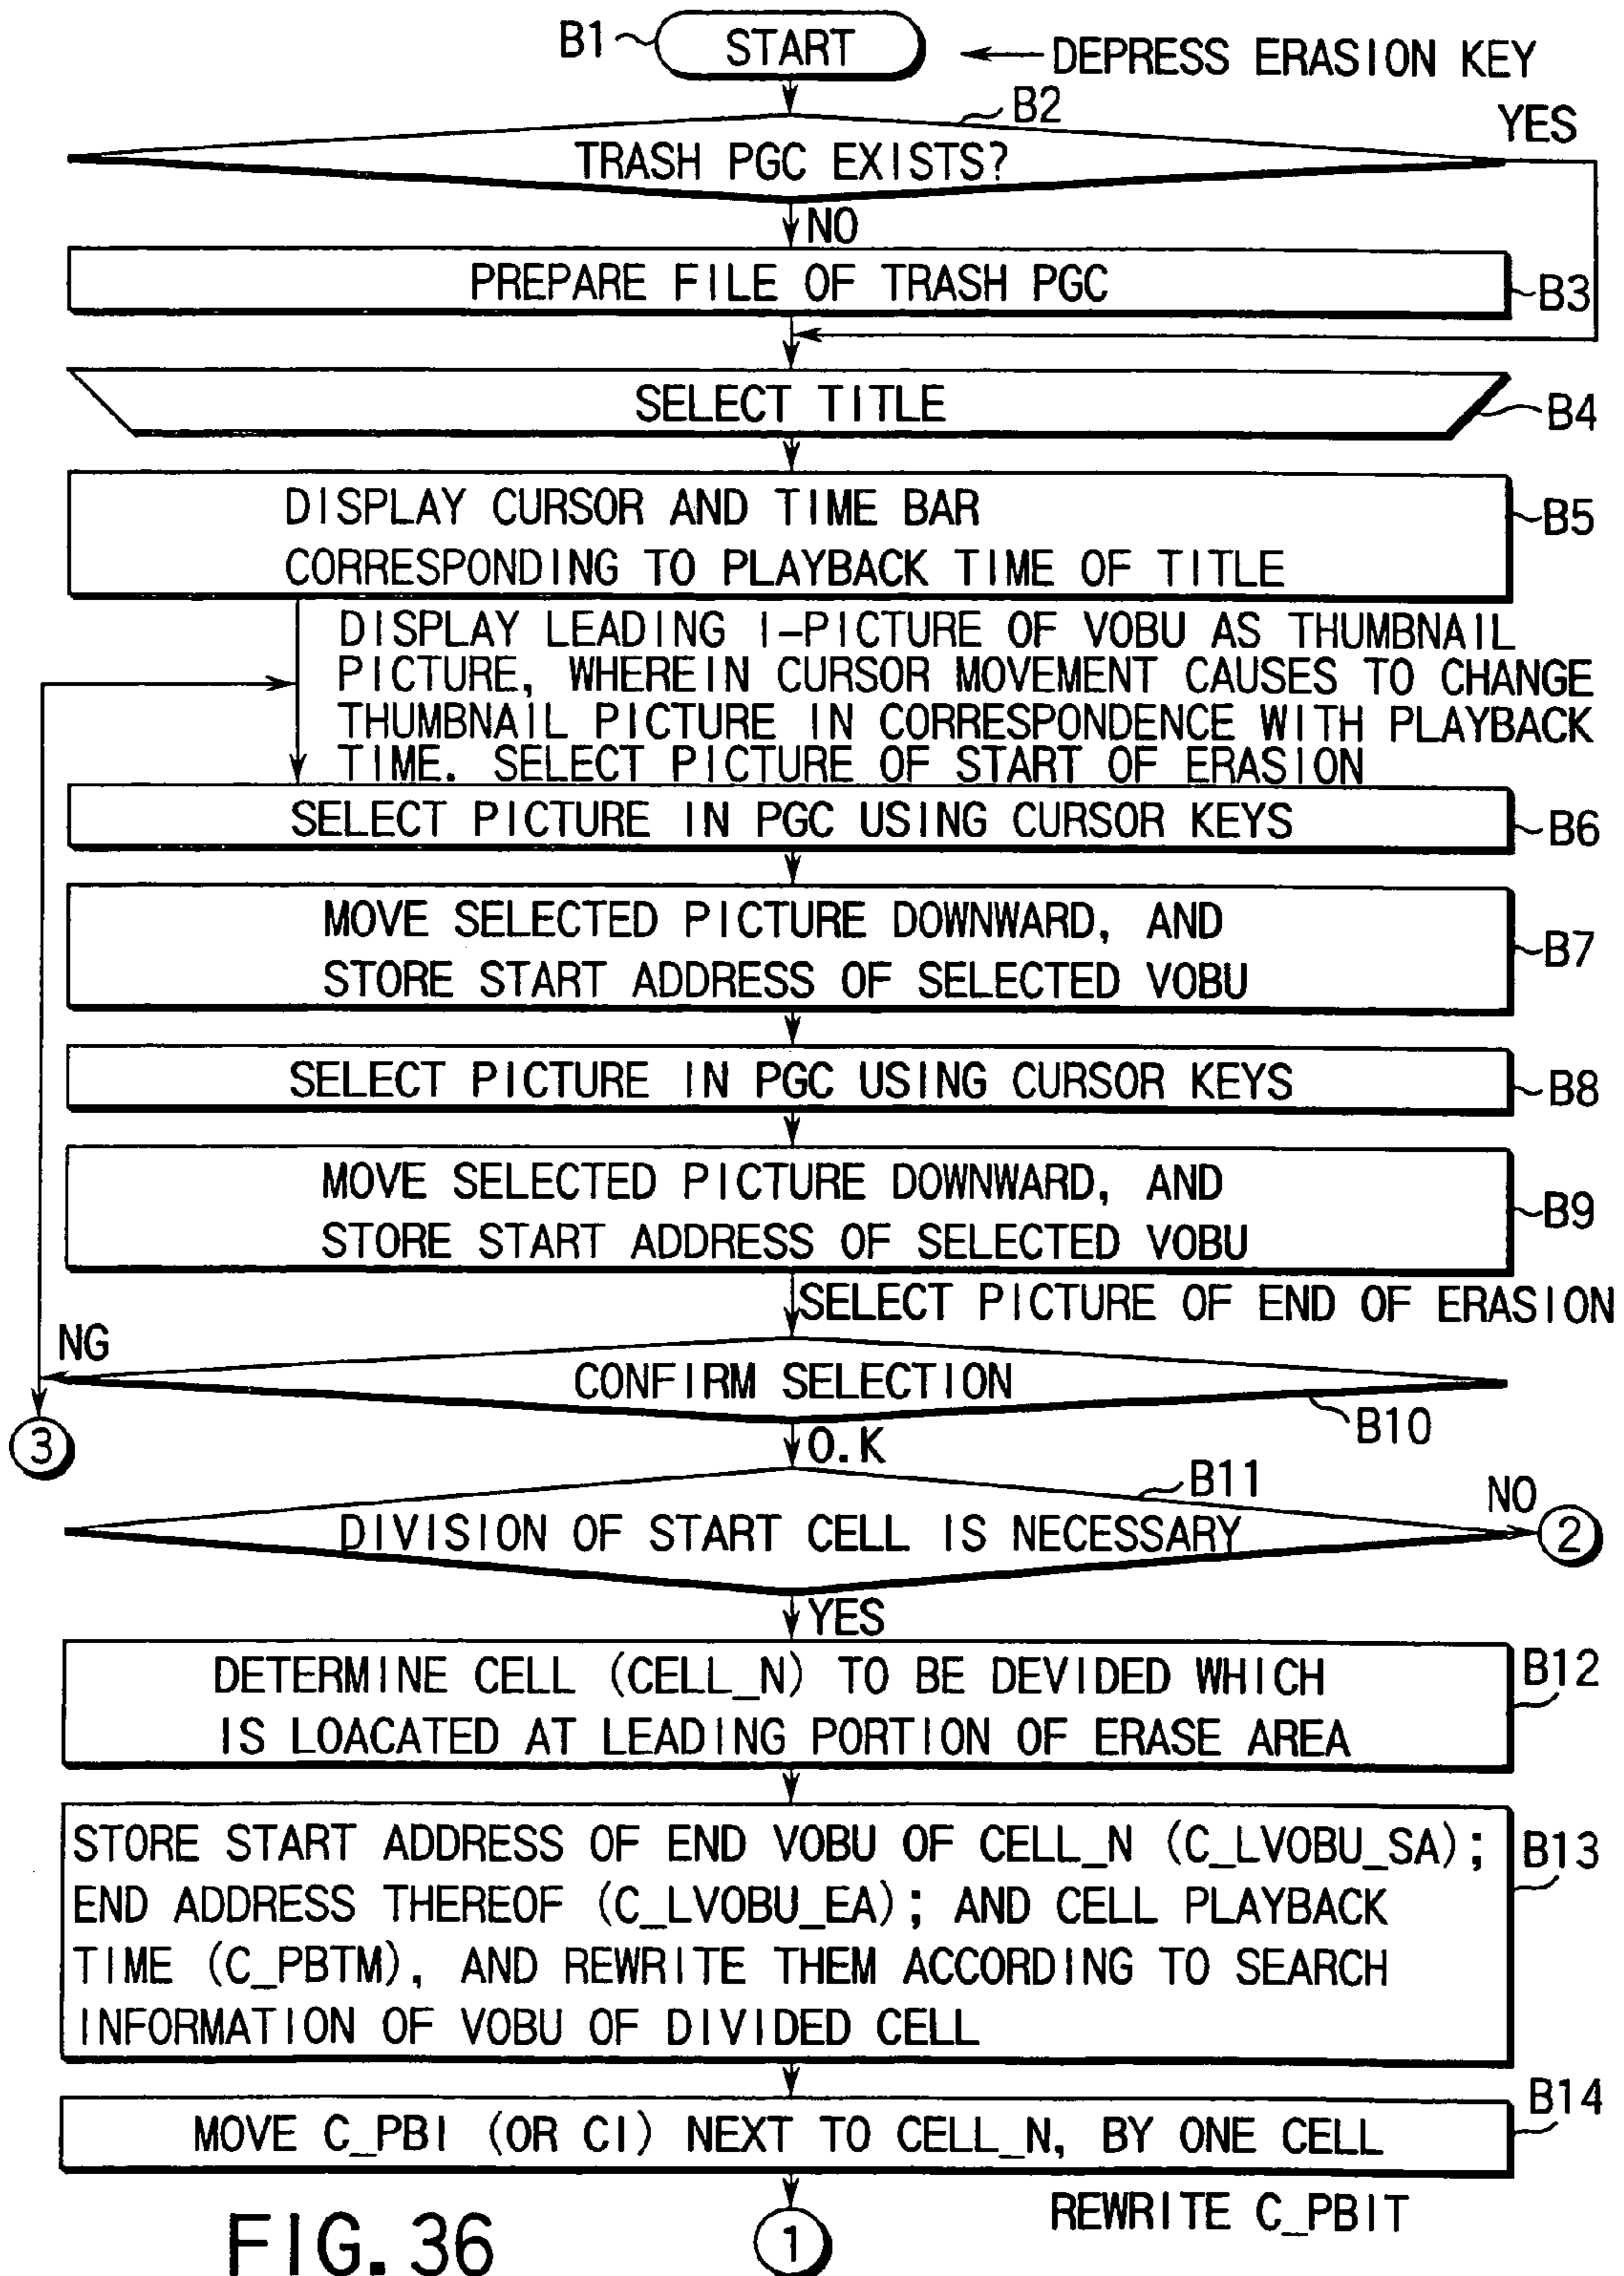 B1
START
DEPRESS ERASION KEY
B2
YES
TRASH PGC EXISTS?
NO
PREPARE FILE OF TRASH PGC
B3
SELECT TITLE
B4
DISPLAY CURSOR AND TIME BAR
CORRESPONDING TO PLAYBACK TIME OF TITLE
B5
DISPLAY LEADING I-PICTURE OF VOBU AS THUMBNAIL
PICTURE, WHEREIN CURSOR MOVEMENT CAUSES TO CHANGE
THUMBNAIL PICTURE IN CORRESPONDENCE WITH PLAYBACK
TIME. SELECT PICTURE OF START OF ERASION
SELECT PICTURE IN PGC USING CURSOR KEYS
B6
MOVE SELECTED PICTURE DOWNWARD, AND
STORE START ADDRESS OF SELECTED VOBU
B7
SELECT PICTURE IN PGC USING CURSOR KEYS
B8
MOVE SELECTED PICTURE DOWNWARD, AND
STORE START ADDRESS OF SELECTED VOBU
B9
SELECT PICTURE OF END OF ERASION
NG
CONFIRM SELECTION
B10
3
O.K
B11
NO
DIVISION OF START CELL IS NECESSARY
2
YES
DETERMINE CELL (CELL_N) TO BE DEVIDED WHICH
IS LOACATED AT LEADING PORTION OF ERASE AREA
B12
STORE START ADDRESS OF END VOBU OF CELL_N (C_LVOBU_SA);
END ADDRESS THEREOF (C_LVOBU_EA); AND CELL PLAYBACK
TIME (C_PBTM), AND REWRITE THEM ACCORDING TO SEARCH
INFORMATION OF VOBU OF DIVIDED CELL
B13
MOVE C_PBI (OR CI) NEXT TO CELL_N, BY ONE CELL
B14
REWRITE C_PBIT
1
FIG. 36